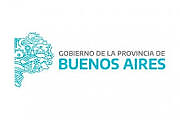 GOBIERNO DE LA PROVINCIA DE
BUENOS AIRES